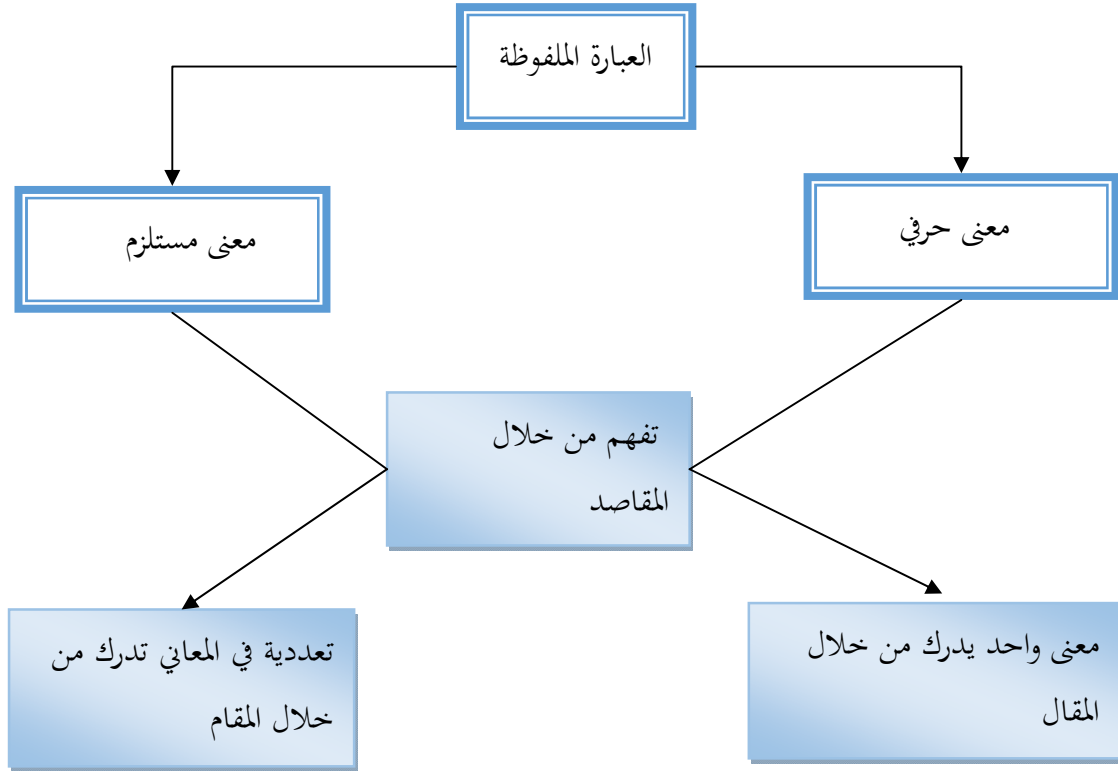 العبارة الملفوظة
معنى حرفي
معنى مستلزم
تفهم من خلال
المقاصد
معنى واحد يدرك من خلال
المقال
تعددية في المعاني تدرك من
خلال المقام